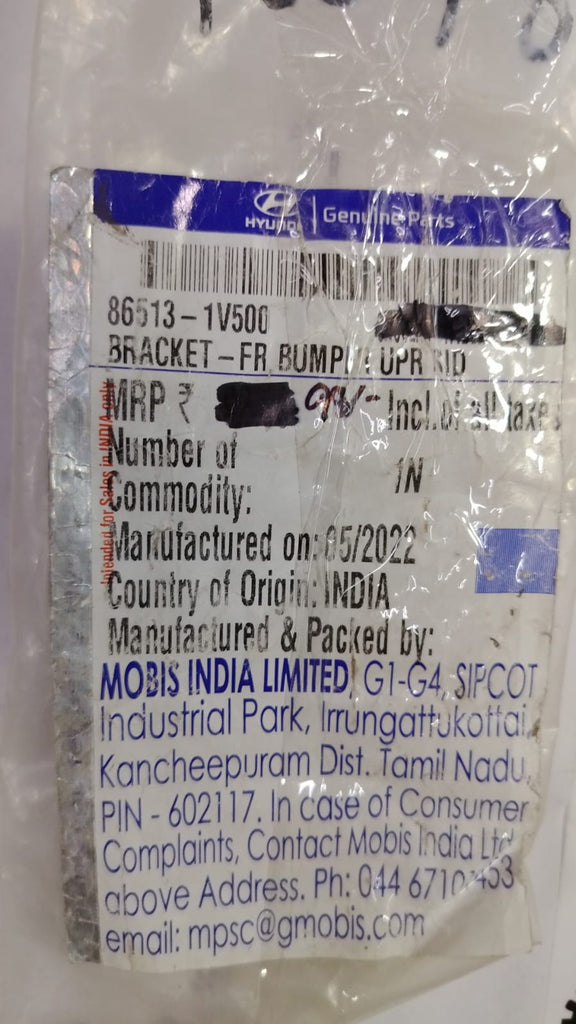 HYUNDAI | Genuine Parts
86513-1V500
BRACKET-FR BUMPER UPR SID
MRP ₹ Incl. of all taxes
Number of
Commodity: 1N
Manufactured on: 05/2022
Country of Origin: INDIA
Manufactured & Packed by:
MOBIS INDIA LIMITED, G1-G4, SIPCOT
Industrial Park, Irrungattukottai,
Kancheepuram Dist. Tamil Nadu,
PIN - 602117. In case of Consumer
Complaints, Contact Mobis India Ltd
above Address. Ph: 044
email: mpsc@gmobis.com
Intended for Sales in INDIA only